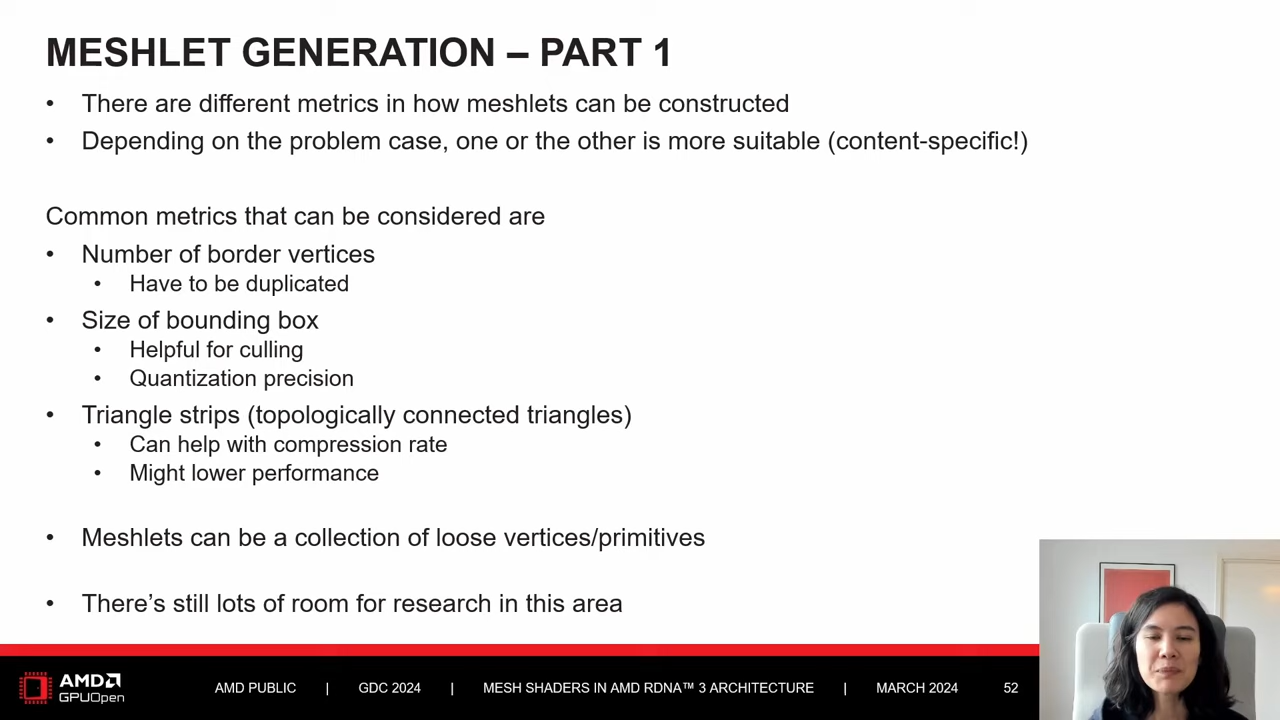 MESHLET GENERATION – PART 1
• There are different metrics in how meshlets can be constructed
• Depending on the problem case, one or the other is more suitable (content-specific!)
Common metrics that can be considered are
• Number of border vertices
• Have to be duplicated
• Size of bounding box
• Helpful for culling
• Quantization precision
• Triangle strips (topologically connected triangles)
• Can help with compression rate
• Might lower performance
• Meshlets can be a collection of loose vertices/primitives
• There’s still lots of room for research in this area
AMD
GPUOpen
AMD PUBLIC | GDC 2024 | MESH SHADERS IN AMD RDNA™ 3 ARCHITECTURE | MARCH 2024 52